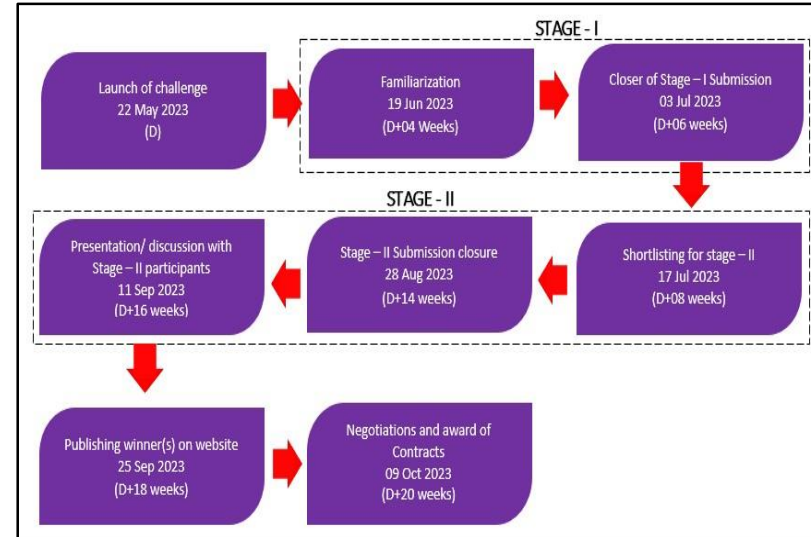 STAGE - I
Launch of challenge
22 May 2023
(D)
Familiarization
19 Jun 2023
(D+04 Weeks)
Closer of Stage – I Submission
03 Jul 2023
(D+06 weeks)
STAGE - II
Shortlisting for stage – II
17 Jul 2023
(D+08 weeks)
Stage – II Submission closure
28 Aug 2023
(D+14 weeks)
Presentation/ discussion with
Stage – II participants
11 Sep 2023
(D+16 weeks)
Publishing winner(s) on website
25 Sep 2023
(D+18 weeks)
Negotiations and award of
Contracts
09 Oct 2023
(D+20 weeks)